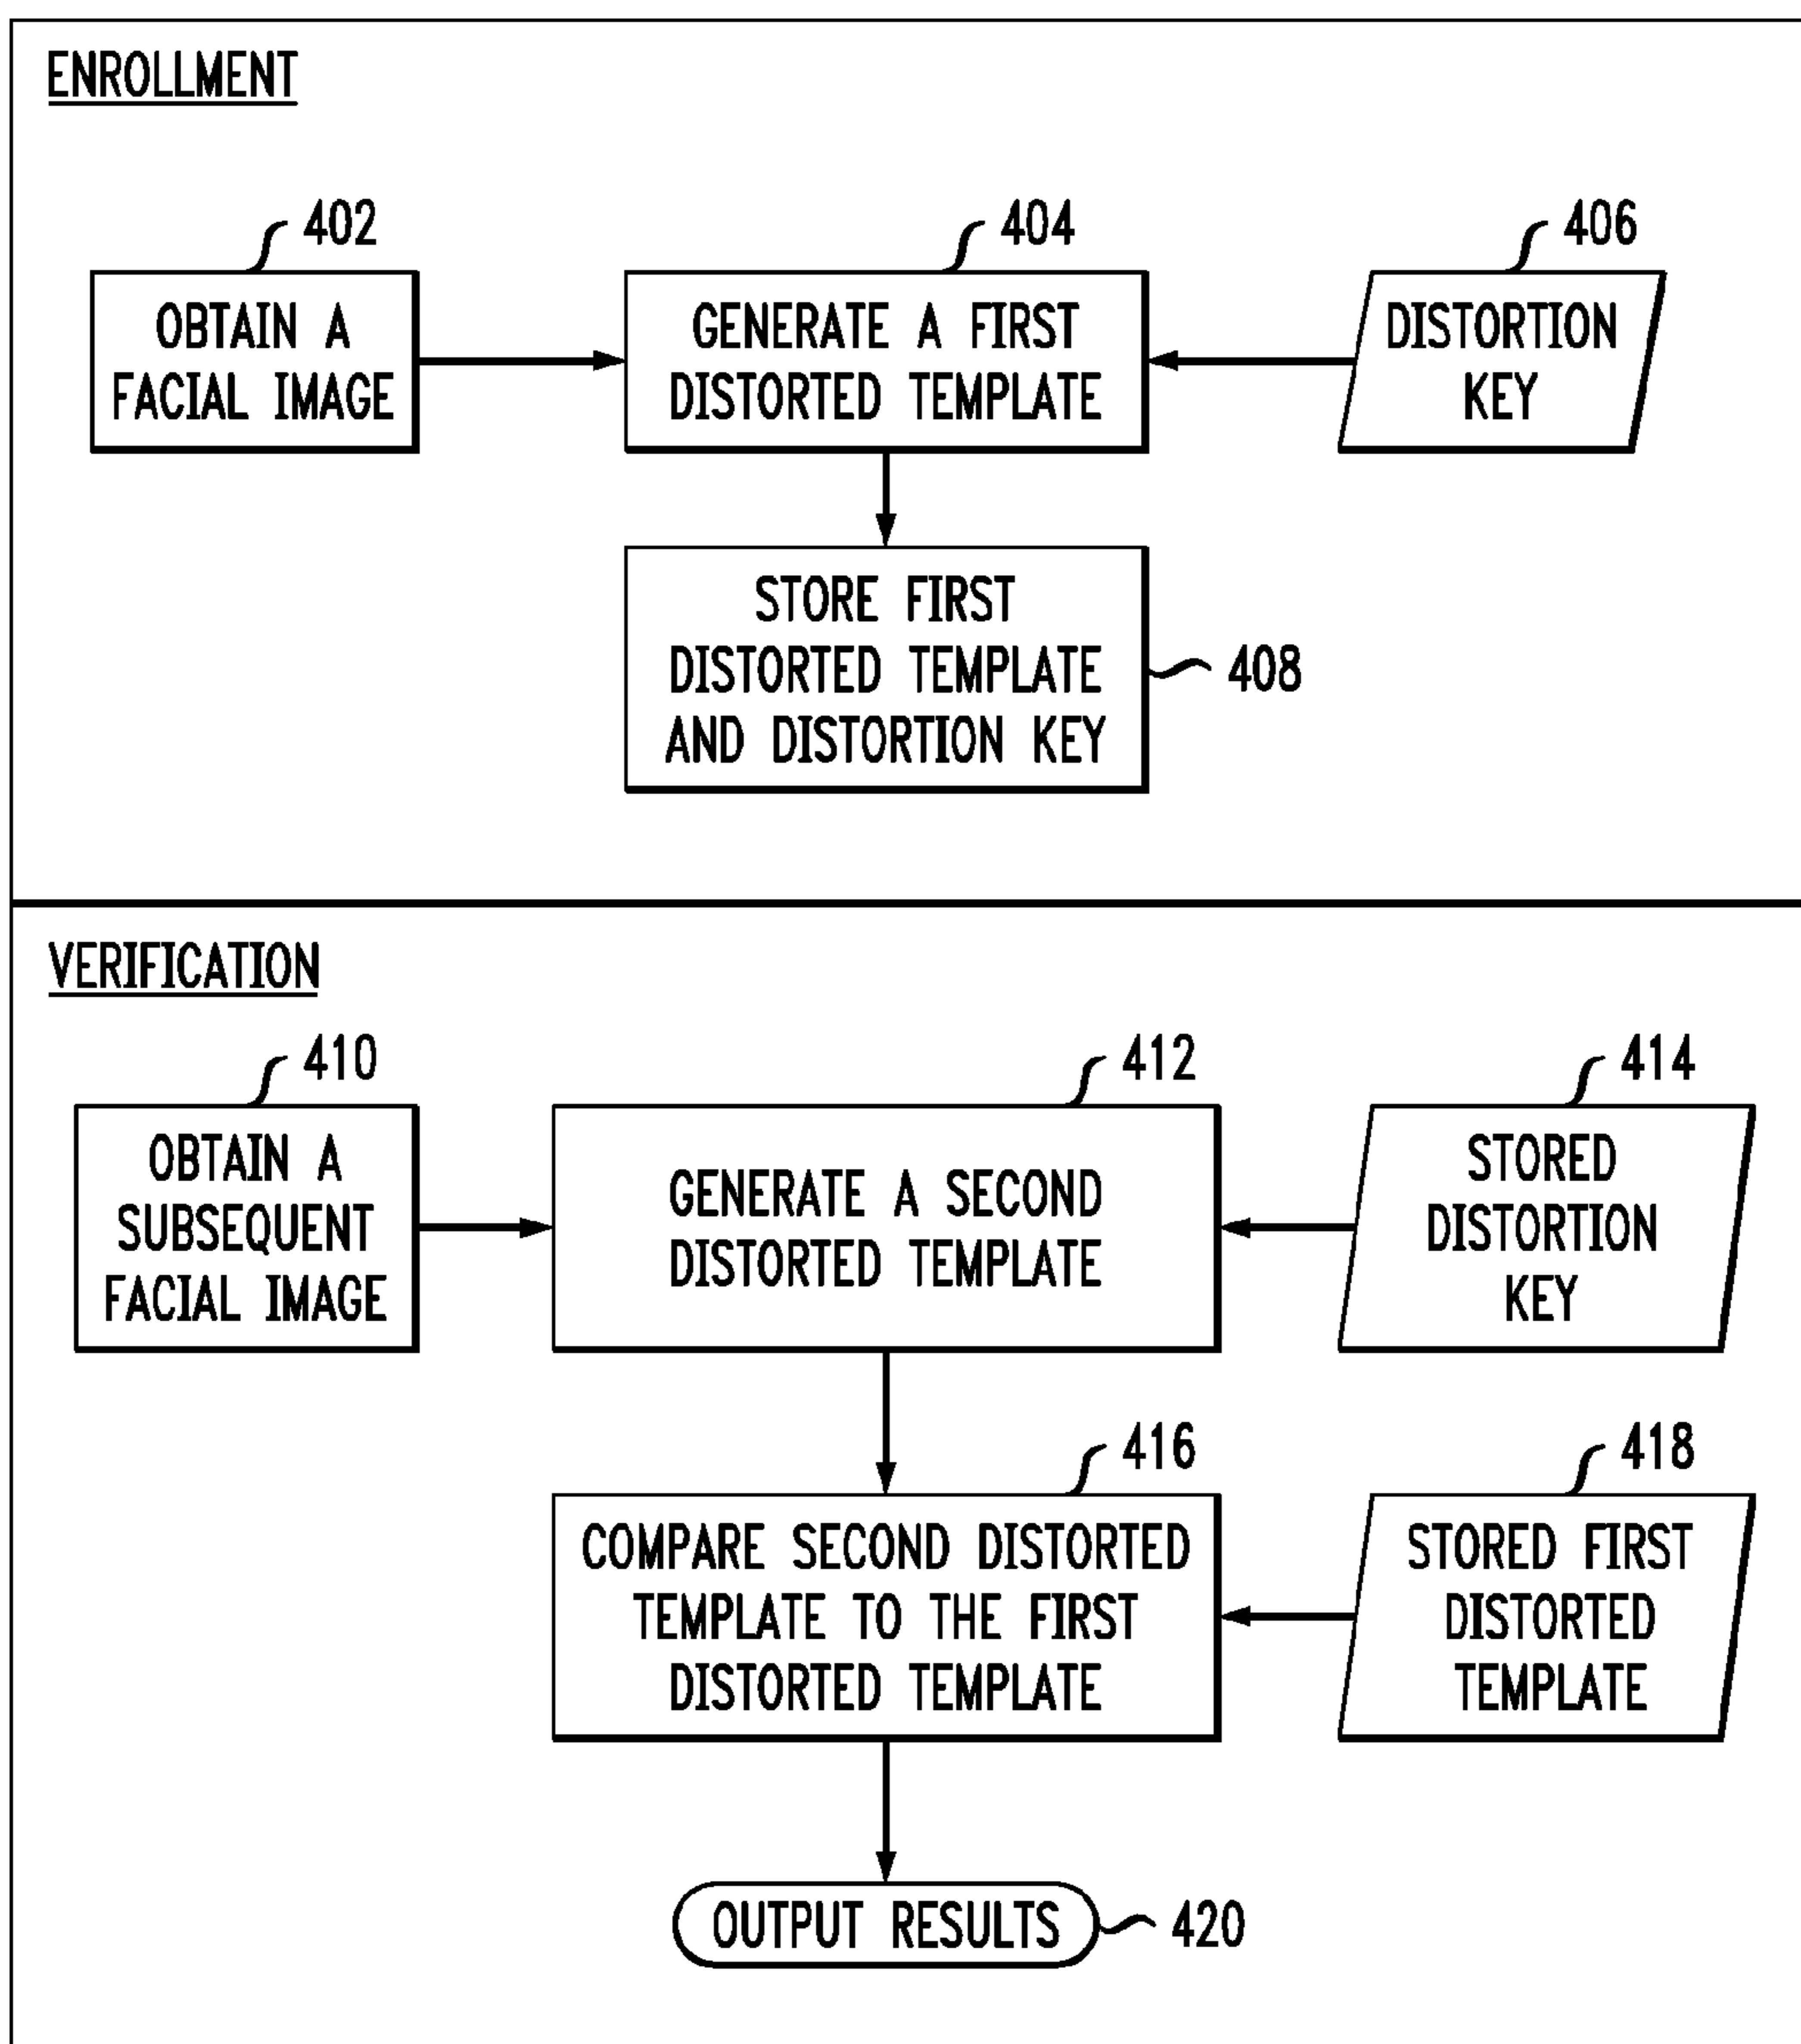 ENROLLMENT
402
404
406
OBTAIN A
FACIAL IMAGE
GENERATE A FIRST
DISTORTED TEMPLATE
DISTORTION
KEY
STORE FIRST
DISTORTED TEMPLATE
AND DISTORTION KEY
408
VERIFICATION
410
412
414
OBTAIN A
SUBSEQUENT
FACIAL IMAGE
GENERATE A SECOND
DISTORTED TEMPLATE
STORED
DISTORTION
KEY
416
418
COMPARE SECOND DISTORTED
TEMPLATE TO THE FIRST
DISTORTED TEMPLATE
STORED FIRST
DISTORTED
TEMPLATE
OUTPUT RESULTS
420